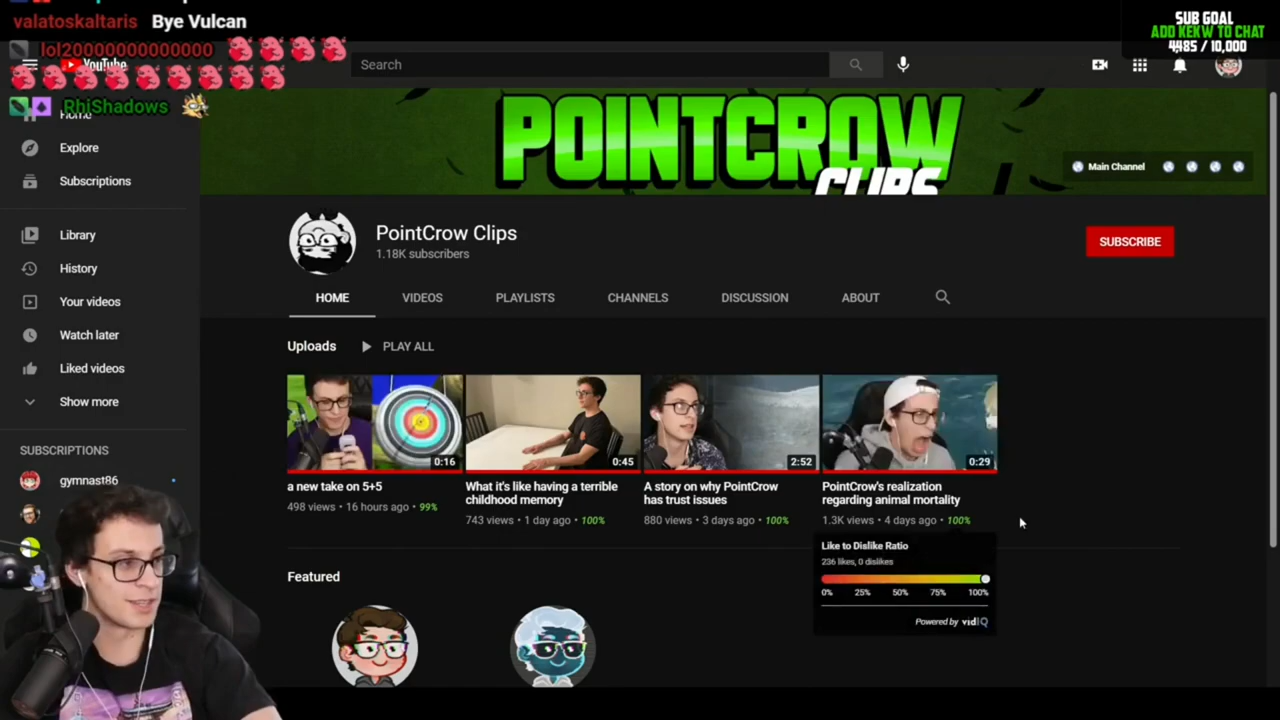 valatoskaltaris Bye Vulcan
lol20000000000000
RhiShadows
SUB GOAL
ADD KEKW TO CHAT
4485 / 10,000
YouTube
Search
Home
Explore
Subscriptions
Library
History
Your videos
Watch later
Liked videos
Show more
SUBSCRIPTIONS
gymnast86
POINTCROW
CLIPS
Main Channel
PointCrow Clips
1.18K subscribers
SUBSCRIBE
HOME
VIDEOS
PLAYLISTS
CHANNELS
DISCUSSION
ABOUT
Uploads
PLAY ALL
0:16
0:45
2:52
0:29
a new take on 5+5
498 views • 16 hours ago • 99%
What it's like having a terrible
childhood memory
743 views • 1 day ago • 100%
A story on why PointCrow
has trust issues
880 views • 3 days ago • 100%
PointCrow's realization
regarding animal mortality
1.3K views • 4 days ago • 100%
Like to Dislike Ratio
236 likes, 0 dislikes
0% 25% 50% 75% 100%
Powered by vidIQ
Featured